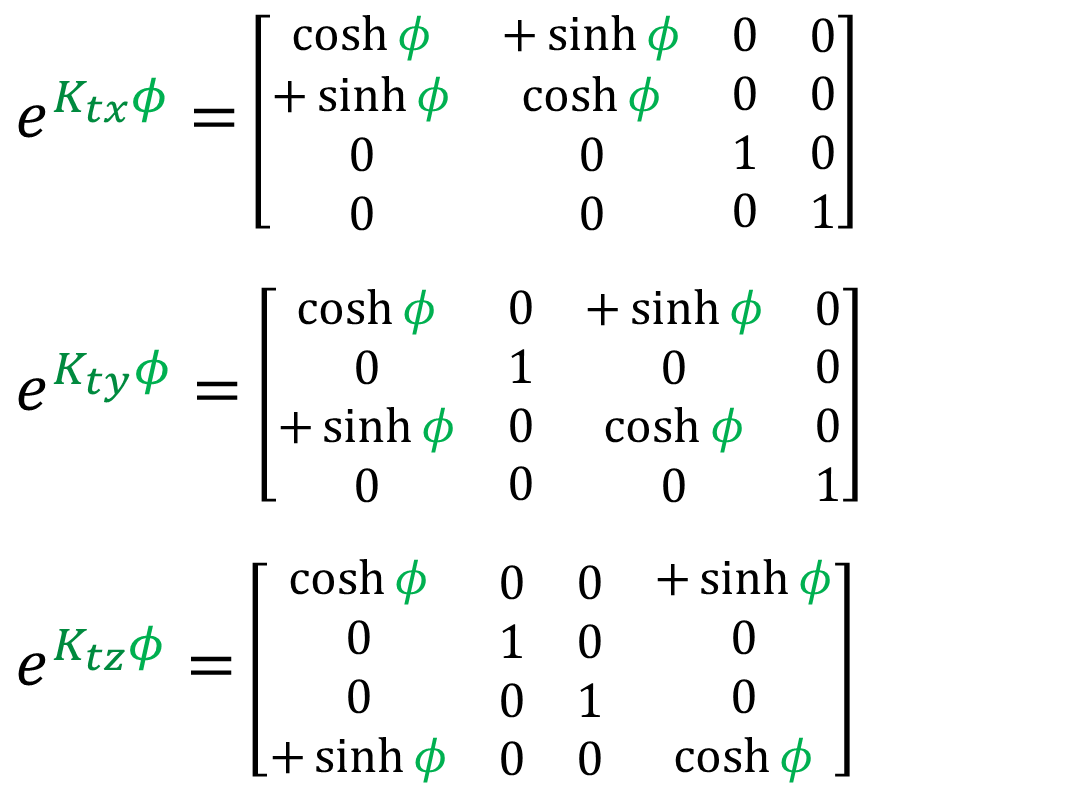 cosh ϕ + sinh ϕ 0 0
+ sinh ϕ cosh ϕ 0 0
e^{K_{tx}ϕ} =
0 0 1 0
0 0 0 1
cosh ϕ 0 + sinh ϕ 0
0 1 0 0
e^{K_{ty}ϕ} =
+ sinh ϕ 0 cosh ϕ 0
0 0 0 1
cosh ϕ 0 0 + sinh ϕ
0 1 0 0
e^{K_{tz}ϕ} =
0 0 1 0
+ sinh ϕ 0 0 cosh ϕ